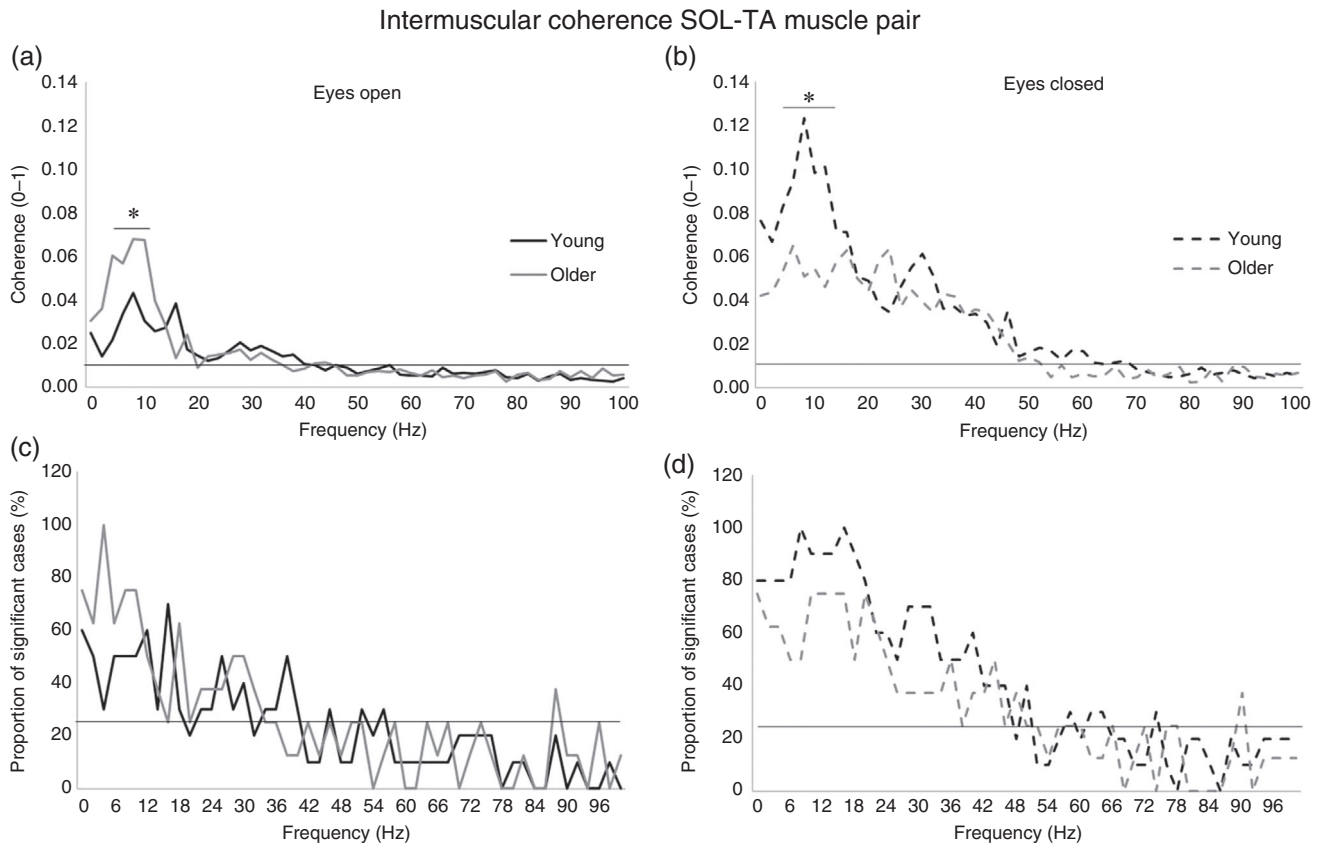 Intermuscular coherence SOL-TA muscle pair
(a)
Eyes open
Coherence (0–1)
0.14
0.12
0.10
0.08
0.06
0.04
0.02
0.00
*
Young
Older
0 10 20 30 40 50 60 70 80 90 100
Frequency (Hz)
(b)
Eyes closed
Coherence (0–1)
0.14
0.12
0.10
0.08
0.06
0.04
0.02
0.00
*
Young
Older
0 10 20 30 40 50 60 70 80 90 100
Frequency (Hz)
(c)
Proportion of significant cases (%)
120
100
80
60
40
20
0
0 6 12 18 24 30 36 42 48 54 60 66 72 78 84 90 96
Frequency (Hz)
(d)
Proportion of significant cases (%)
120
100
80
60
40
20
0
0 6 12 18 24 30 36 42 48 54 60 66 72 78 84 90 96
Frequency (Hz)